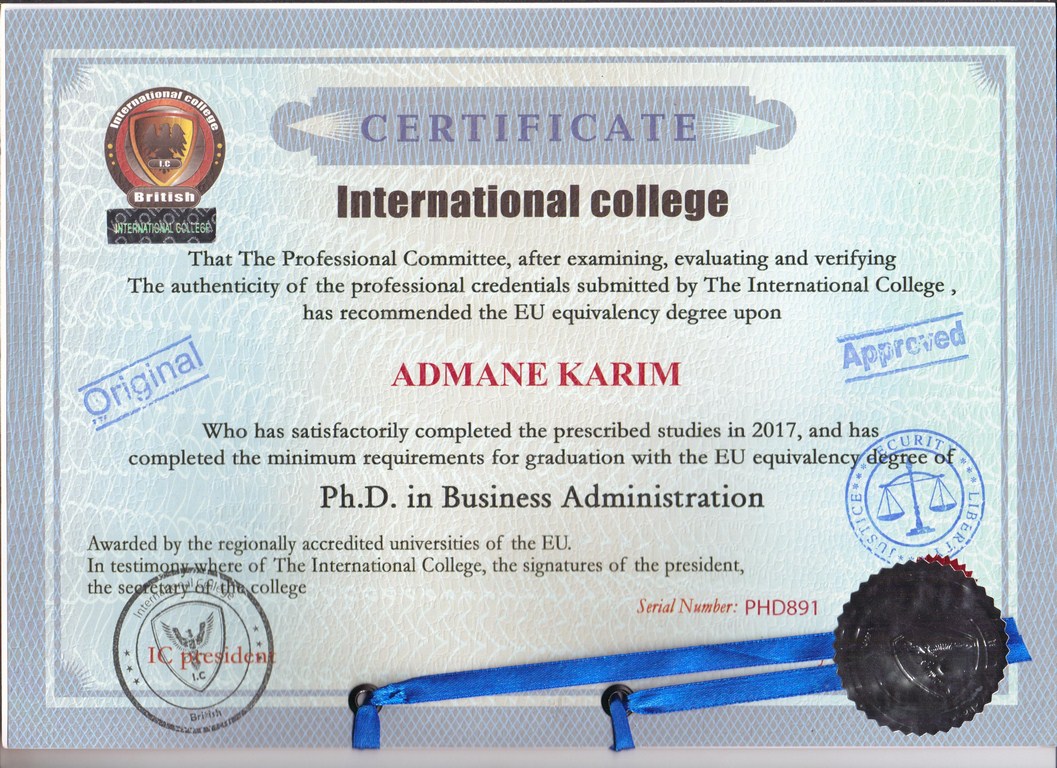 International college
I.C
British
INTERNATIONAL COLLEGE
CERTIFICATE
International college
That The Professional Committee, after examining, evaluating and verifying
The authenticity of the professional credentials submitted by The International College ,
has recommended the EU equivalency degree upon
Original
Approved
ADMANE KARIM
Who has satisfactorily completed the prescribed studies in 2017, and has
completed the minimum requirements for graduation with the EU equivalency degree of
Ph.D. in Business Administration
SECURITY
JUSTICE
LIBERTY
Awarded by the regionally accredited universities of the EU.
In testimony where of The International College, the signatures of the president,
the secretary of the college
Serial Number: PHD891
International College
IC president
I.C
British